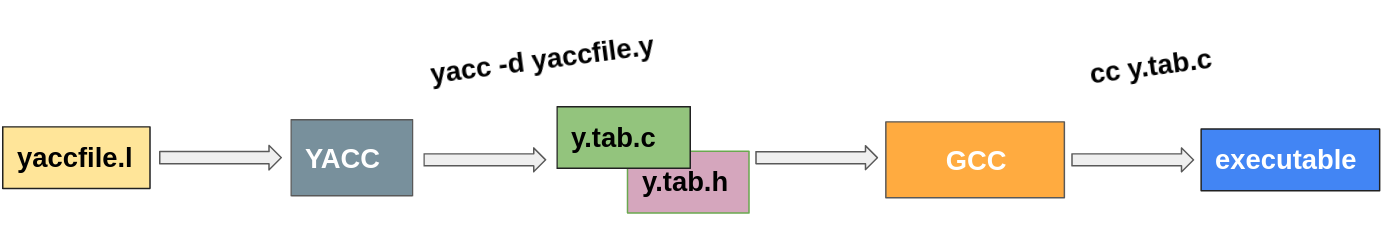 yacc -d yaccfile.y
cc y.tab.c
yaccfile.l
YACC
y.tab.c
y.tab.h
GCC
executable